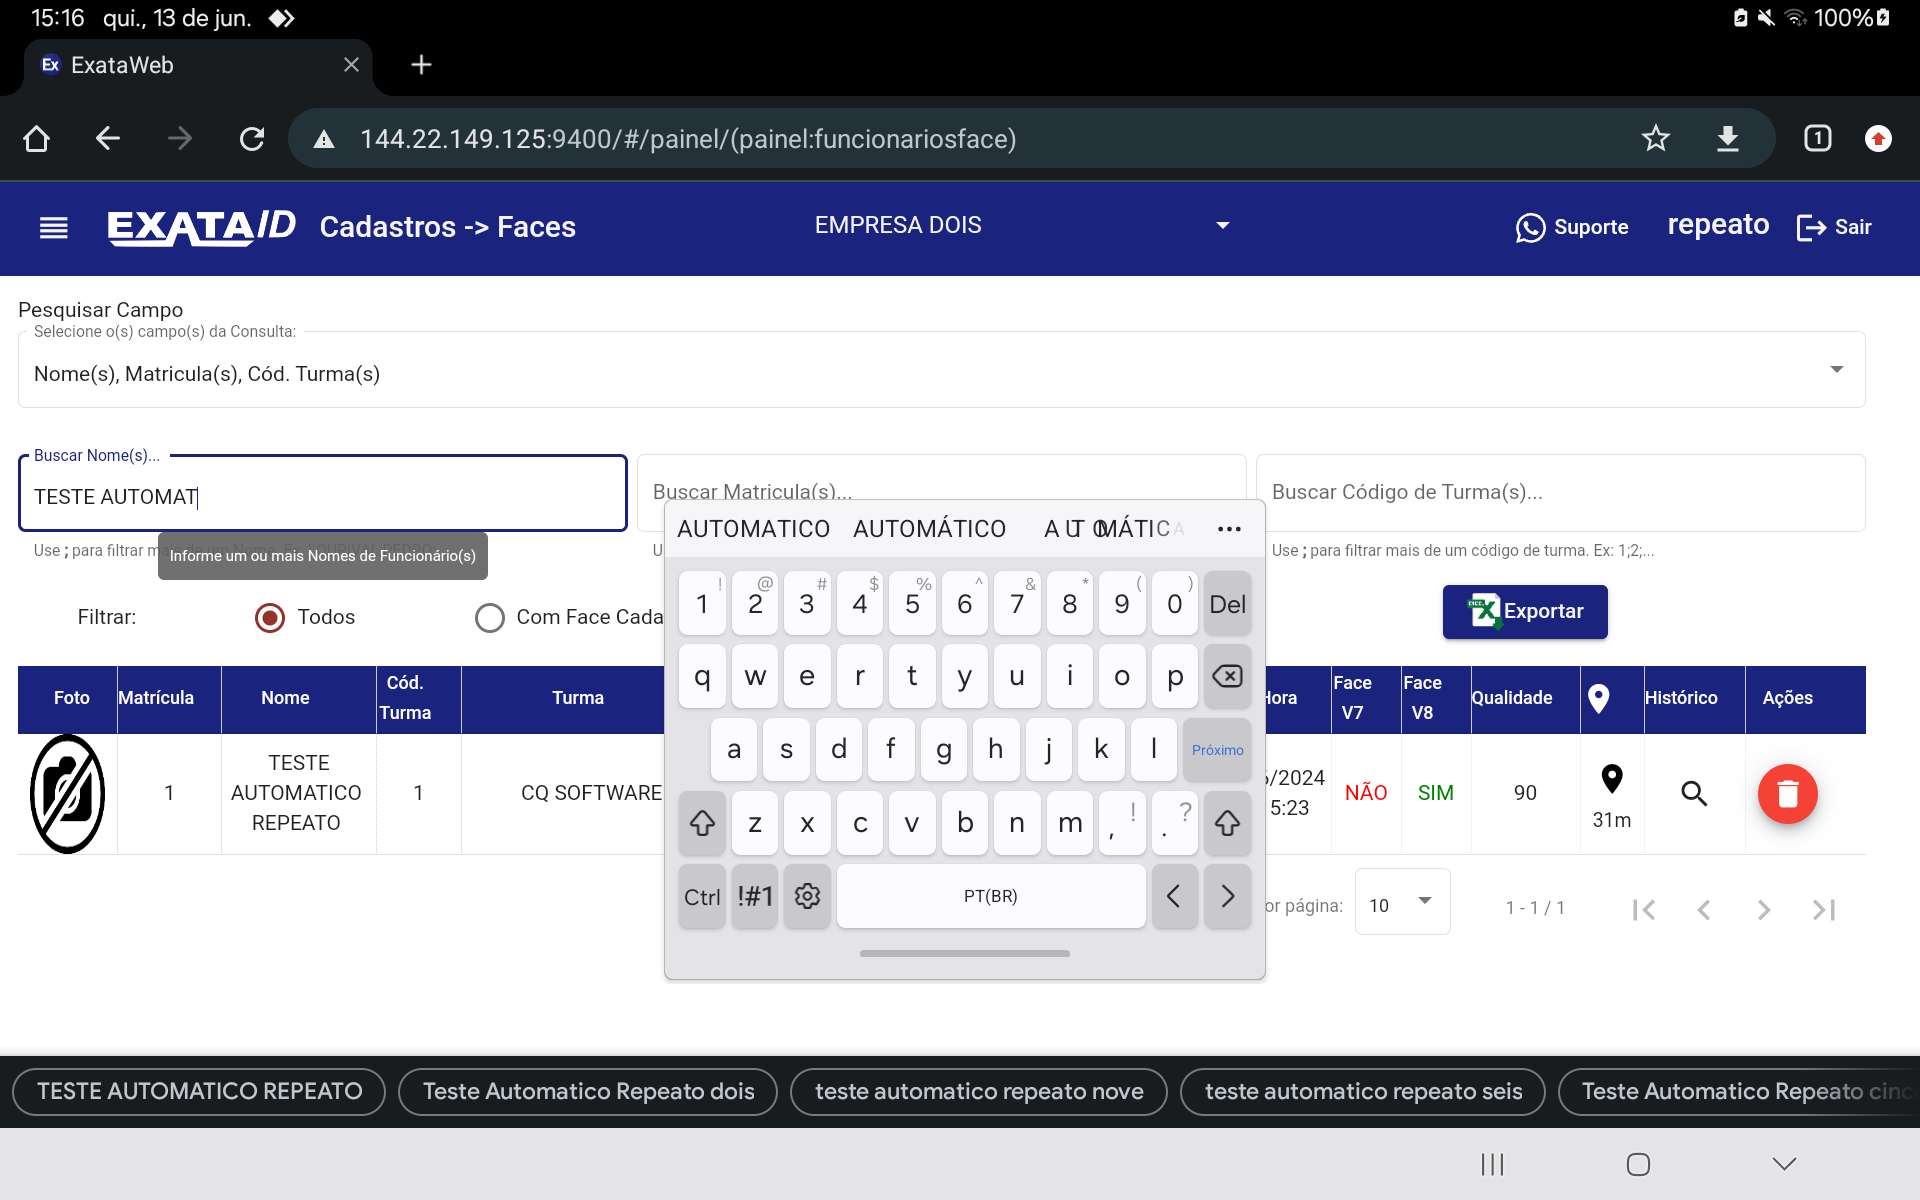 15:16 qui., 13 de jun. 100%
Ex ExataWeb
144.22.149.125:9400/#/painel/(painel:funcionariosface) 1
EXATA/ID Cadastros -> Faces EMPRESA DOIS Suporte repeato Sair
Pesquisar Campo
Selecione o(s) campo(s) da Consulta:
Nome(s), Matricula(s), Cód. Turma(s)
Buscar Nome(s)...
TESTE AUTOMAT
Buscar Matricula(s)...
Buscar Código de Turma(s)...
Use ; para filtrar
Informe um ou mais Nomes de Funcionário(s)
Use ; para filtrar mais de um código de turma. Ex: 1;2;...
AUTOMATICO AUTOMÁTICO
! @ # $ % ^ & * ( )
1 2 3 4 5 6 7 8 9 0 Del
q w e r t y u i o p
a s d f g h j k l Próximo
z x c v b n m , ! . ?
Ctrl !#1 PT(BR) < >
Filtrar: Todos Com Face Cada
Exportar
Foto Matrícula Nome Cód. Turma Turma Hora Face V7 Face V8 Qualidade Histórico Ações
1 TESTE AUTOMATICO REPEATO 1 CQ SOFTWARE /2024 5:23 NÃO SIM 90 31m
or página: 10 1 - 1 / 1
TESTE AUTOMATICO REPEATO Teste Automatico Repeato dois teste automatico repeato nove teste automatico repeato seis Teste Automatico Repeato cinc